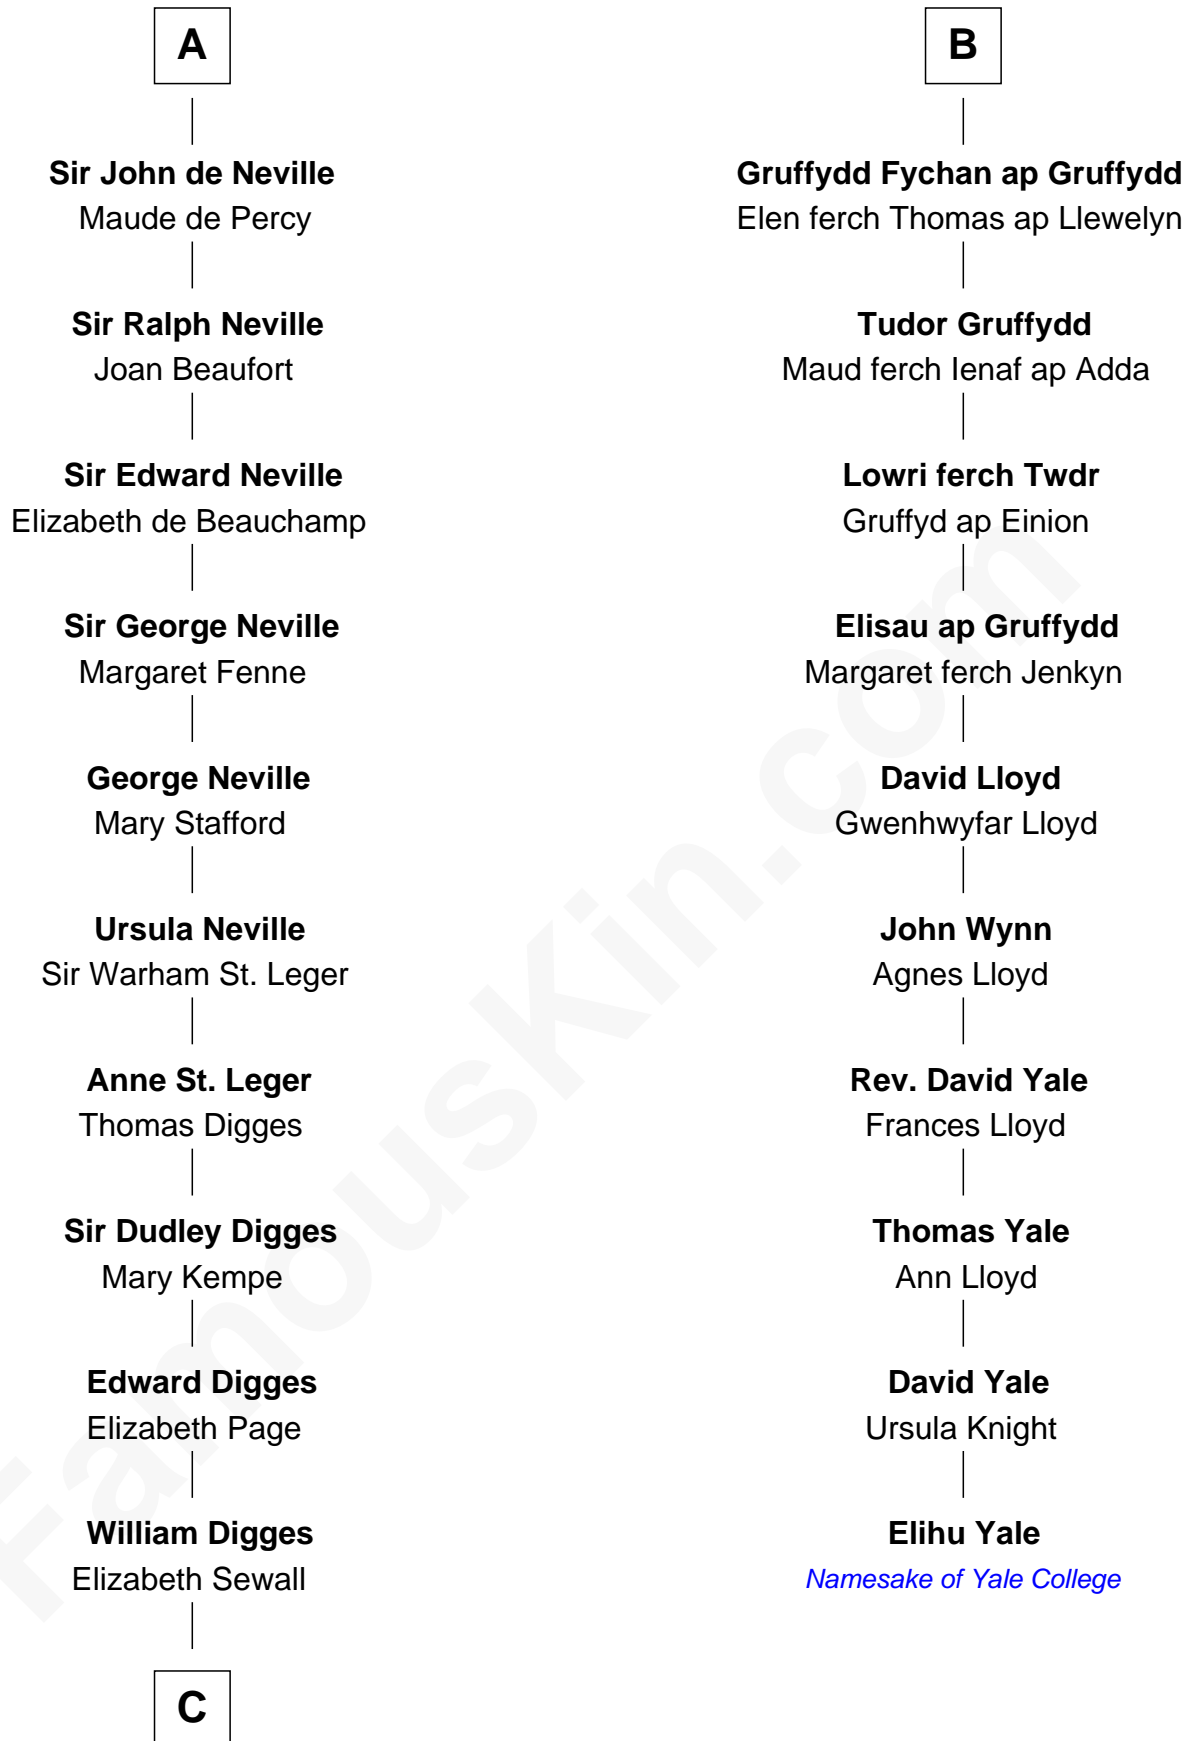 A
Sir John de Neville
Maude de Percy
Sir Ralph Neville
Joan Beaufort
Sir Edward Neville
Elizabeth de Beauchamp
Sir George Neville
Margaret Fenne
George Neville
Mary Stafford
Ursula Neville
Sir Warham St. Leger
Anne St. Leger
Thomas Digges
Sir Dudley Digges
Mary Kempe
Edward Digges
Elizabeth Page
William Digges
Elizabeth Sewall
C
B
Gruffydd Fychan ap Gruffydd
Elen ferch Thomas ap Llewelyn
Tudor Gruffydd
Maud ferch Ienaf ap Adda
Lowri ferch Twdr
Gruffyd ap Einion
Elisau ap Gruffydd
Margaret ferch Jenkyn
David Lloyd
Gwenhwyfar Lloyd
John Wynn
Agnes Lloyd
Rev. David Yale
Frances Lloyd
Thomas Yale
Ann Lloyd
David Yale
Ursula Knight
Elihu Yale
Namesake of Yale College
FamousKin.com